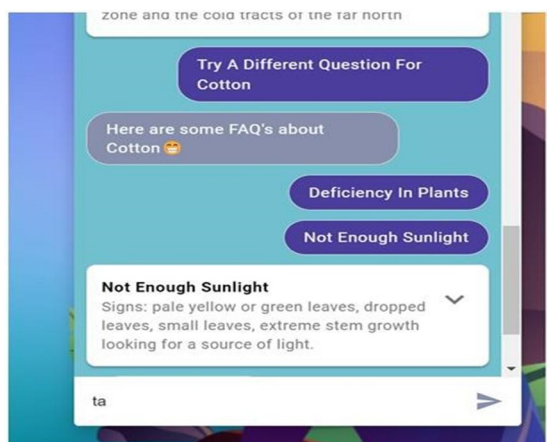 zone and the cold tracts of the far north
Try A Different Question For
Cotton
Here are some FAQ's about
Cotton 😁
Deficiency In Plants
Not Enough Sunlight
Not Enough Sunlight
Signs: pale yellow or green leaves, dropped
leaves, small leaves, extreme stem growth
looking for a source of light.
ta